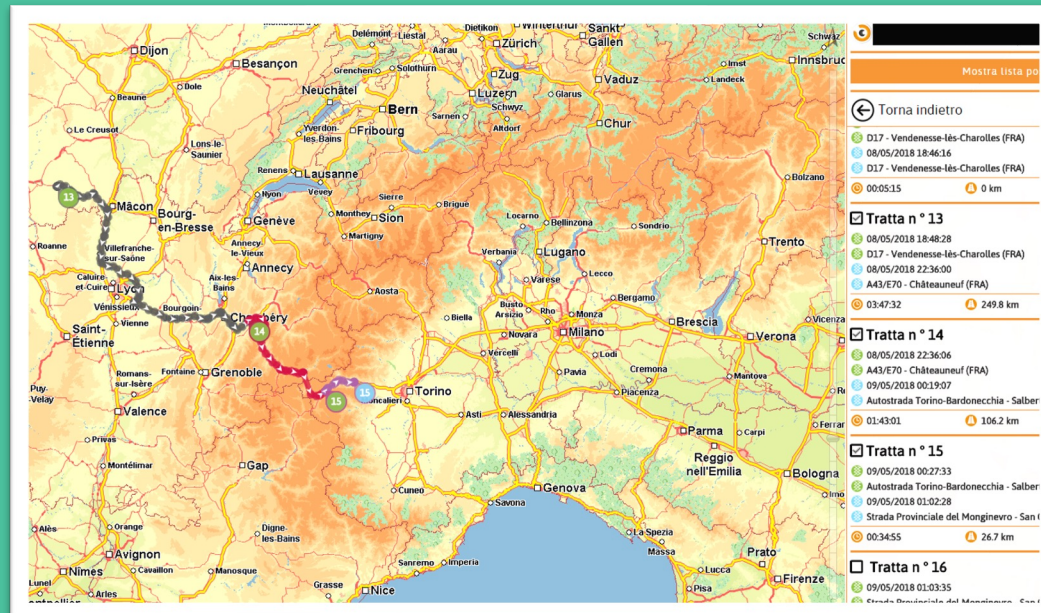 Delémont
Liestal
Dietikon
Winterthur
Sankt
Gallen
Schwaz
Dijon
Aarau
Zürich
Innsbruc
Besançon
Grenchen
Solothurn
Zug
Vaduz
Imst
Landeck
Beaune
Dole
Neuchâtel
Luzern
Schwyz
Glarus
Bern
Sarnen
Altdorf
Chur
Le Creusot
Yverdon-
les-Bains
Fribourg
Lons-le-
Saunier
Renens
Lausanne
Bolzano
13
Nyon
Vevey
Sierre
Brigue
Mâcon
Bourg-
en-Bresse
Genève
Monthey
Sion
Locarno
Bellinzona
Sondrio
Roanne
Villefranche-
sur-Saône
Annecy-
le-Vieux
Martigny
Verbania
Lugano
Trento
Caluire-
et-Cuire
Lyon
Aix-les-
Bains
Annecy
Lecco
Vénissieux
Bourgoin-
Aosta
Varese
Bergamo
Vienne
Chambéry
Biella
Busto
Arsizio
Rho
Monza
Brescia
Vicenza
Saint-
Étienne
14
Novara
Milano
Verona
Romans-
sur-Isère
Fontaine
Grenoble
Vercelli
Lodi
Puy-
Velay
15
15
Torino
Pavia
Cremona
Mantova
Valence
ncalieri
Piacenza
Asti
Alessandria
Ferrar
Privas
Parma
Carpi
Reggio
nell'Emilia
Montélimar
Gap
Bologna
Cuneo
Genova
Savona
Alès
Orange
Digne-
les-Bains
La Spezia
Massa
Avignon
Prato
Nîmes
Cavaillon
Manosque
Sanremo
Imperia
Lucca
Lunel
Arles
Grasse
Nice
Pisa
Firenze
Mostra lista po
Torna indietro
D17 - Vendenesse-lès-Charolles (FRA)
08/05/2018 18:46:16
D17 - Vendenesse-lès-Charolles (FRA)
00:05:15 0 km
Tratta n° 13
08/05/2018 18:48:28
D17 - Vendenesse-lès-Charolles (FRA)
08/05/2018 22:36:00
A43/E70 - Châteauneuf (FRA)
03:47:32 249.8 km
Tratta n° 14
08/05/2018 22:36:06
A43/E70 - Châteauneuf (FRA)
09/05/2018 00:19:07
Autostrada Torino-Bardonecchia - Salber
01:43:01 106.2 km
Tratta n° 15
09/05/2018 00:27:33
Autostrada Torino-Bardonecchia - Salber
09/05/2018 01:02:28
Strada Provinciale del Monginevro - San
00:34:55 26.7 km
Tratta n° 16
09/05/2018 01:03:35
Strada Provinciale del Monginevro - San